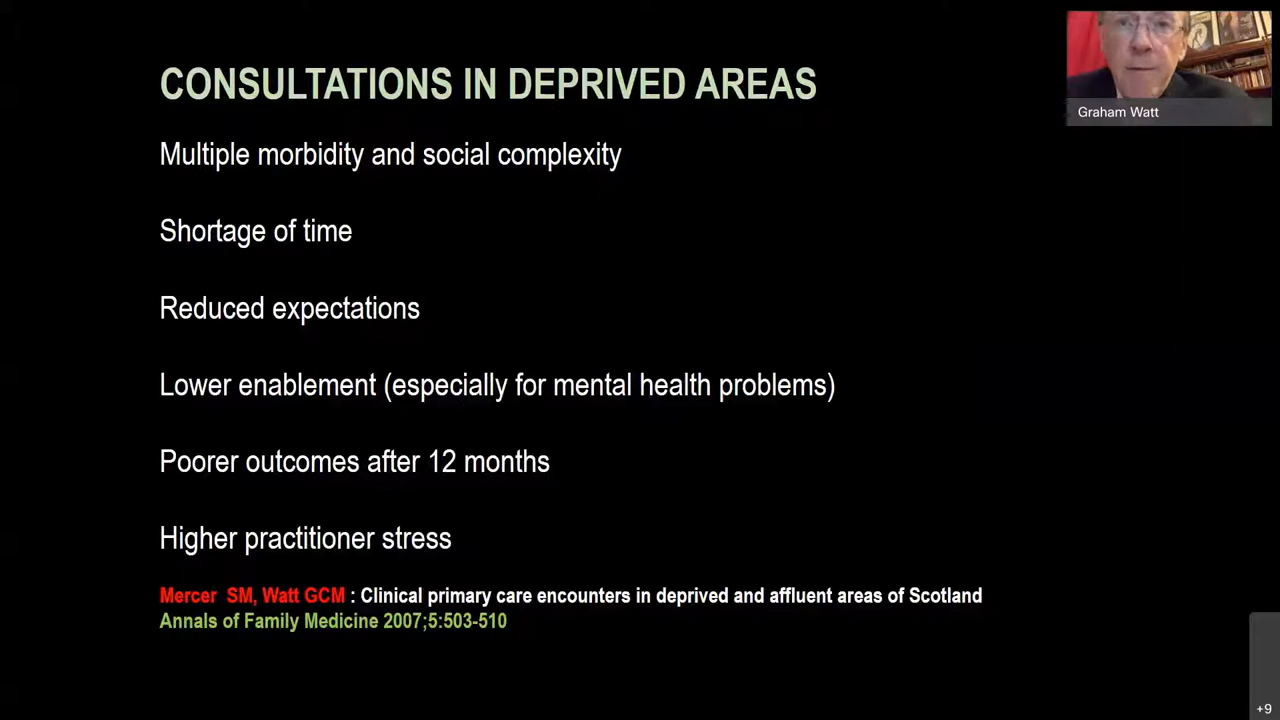 CONSULTATIONS IN DEPRIVED AREAS
Graham Watt
Multiple morbidity and social complexity
Shortage of time
Reduced expectations
Lower enablement (especially for mental health problems)
Poorer outcomes after 12 months
Higher practitioner stress
Mercer SM, Watt GCM : Clinical primary care encounters in deprived and affluent areas of Scotland
Annals of Family Medicine 2007;5:503-510
+9